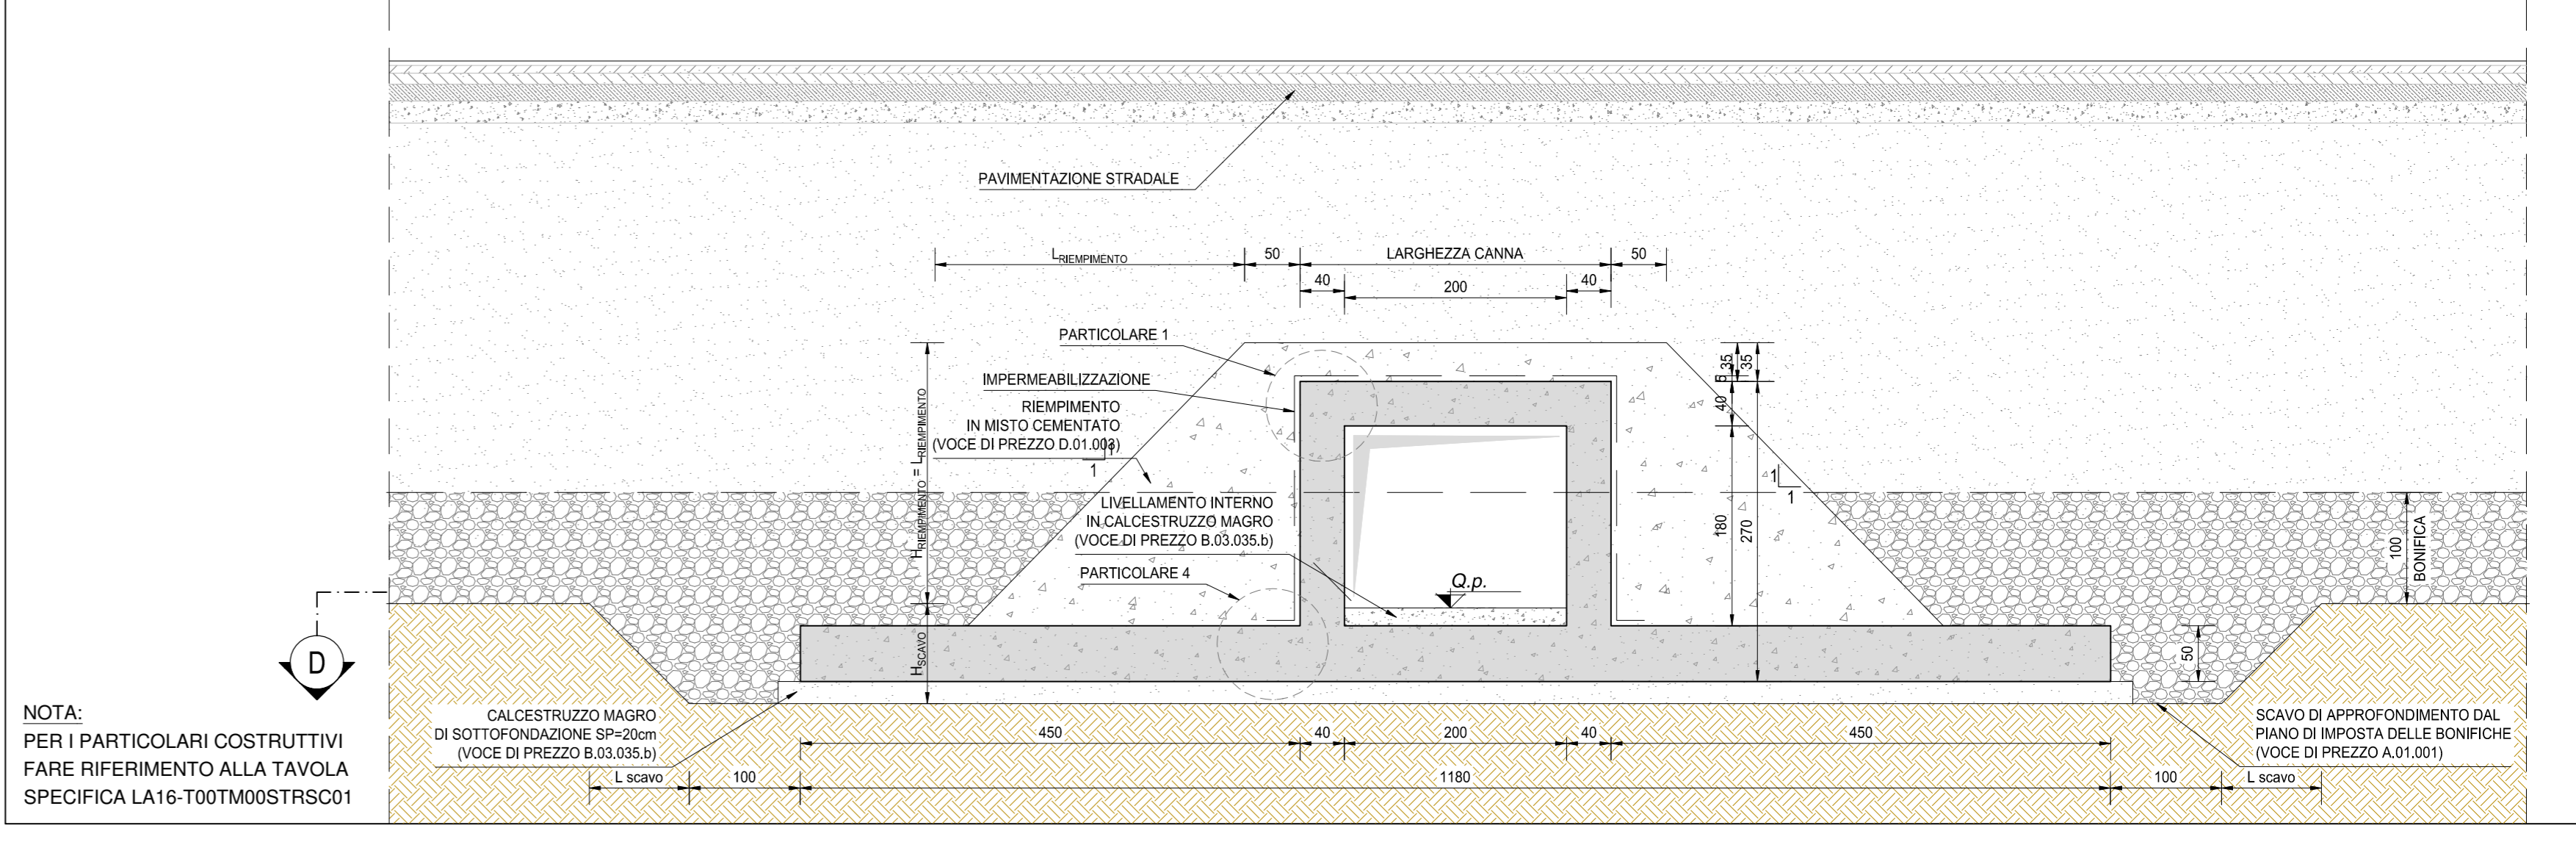 PAVIMENTAZIONE STRADALE
LRIEMPIMENTO
50
LARGHEZZA CANNA
50
40
200
40
PARTICOLARE 1
IMPERMEABILIZZAZIONE
RIEMPIMENTO
IN MISTO CEMENTATO
(VOCE DI PREZZO D.01.003)
1
1
HRIEMPIMENTO = LRIEMPIMENTO
5
35
35
40
180
270
1
1
LIVELLAMENTO INTERNO
IN CALCESTRUZZO MAGRO
(VOCE DI PREZZO B.03.035.b)
PARTICOLARE 4
Q.p.
100
BONIFICA
D
HSCAVO
50
NOTA:
PER I PARTICOLARI COSTRUTTIVI
FARE RIFERIMENTO ALLA TAVOLA
SPECIFICA LA16-T00TM00STRSC01
CALCESTRUZZO MAGRO
DI SOTTOFONDAZIONE SP=20cm
(VOCE DI PREZZO B.03.035.b)
450
40
200
40
450
SCAVO DI APPROFONDIMENTO DAL
PIANO DI IMPOSTA DELLE BONIFICHE
(VOCE DI PREZZO A.01.001)
L scavo
100
1180
100
L scavo